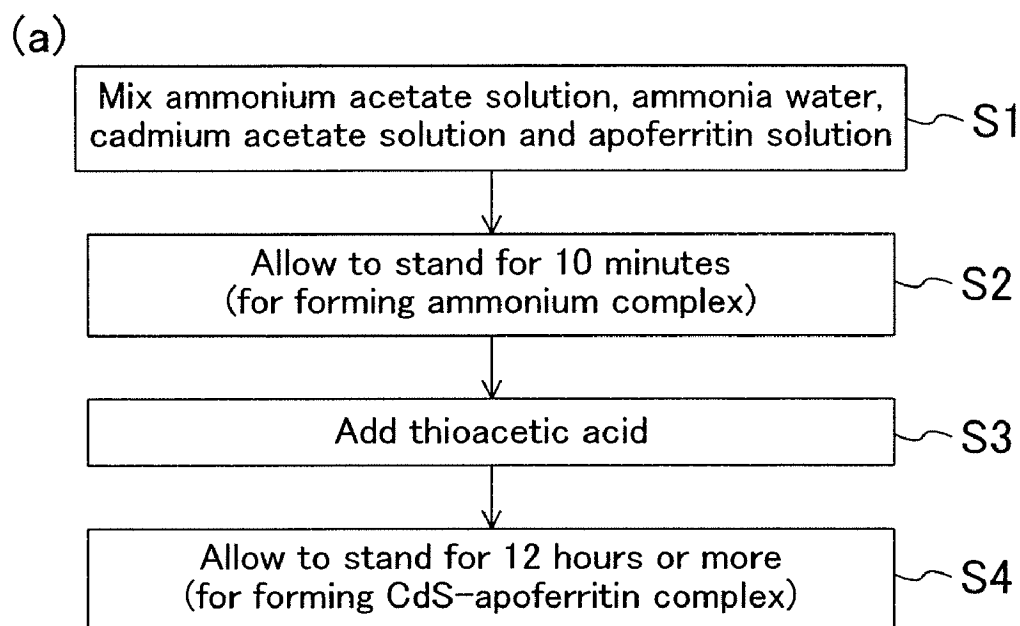 (a)
Mix ammonium acetate solution, ammonia water,
cadmium acetate solution and apoferritin solution
S1
Allow to stand for 10 minutes
(for forming ammonium complex)
S2
Add thioacetic acid
S3
Allow to stand for 12 hours or more
(for forming CdS-apoferritin complex)
S4